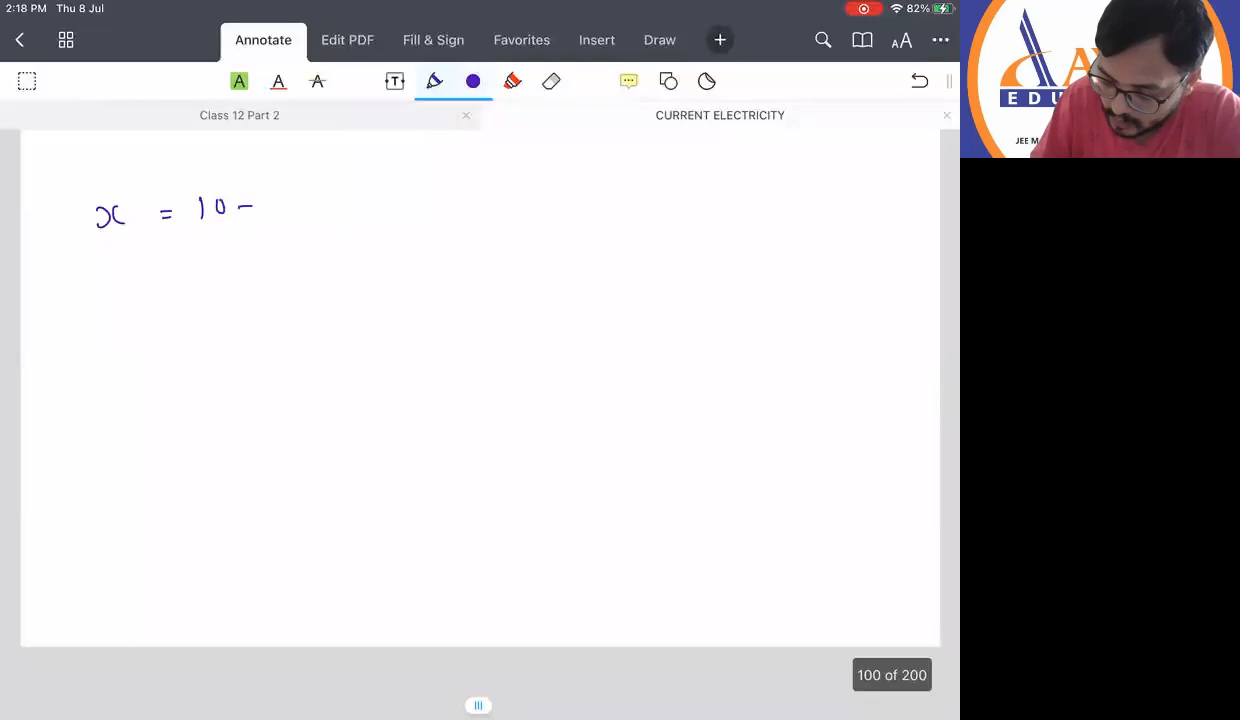 2:18 PM Thu 8 Jul
82%
Annotate
Edit PDF
Fill & Sign
Favorites
Insert
Draw
AA
A A A T
Class 12 Part 2
CURRENT ELECTRICITY
x = 10 -
100 of 200
A
EDU
JEE M